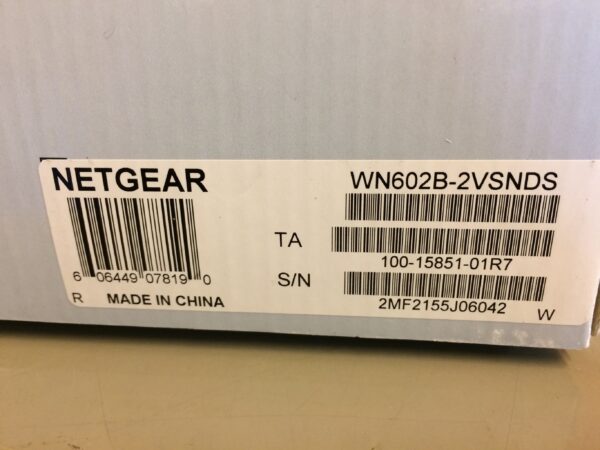 NETGEAR
6 06449 07819 0
R MADE IN CHINA
WN602B-2VSNDS
TA
100-15851-01R7
S/N
2MF2155J06042
W